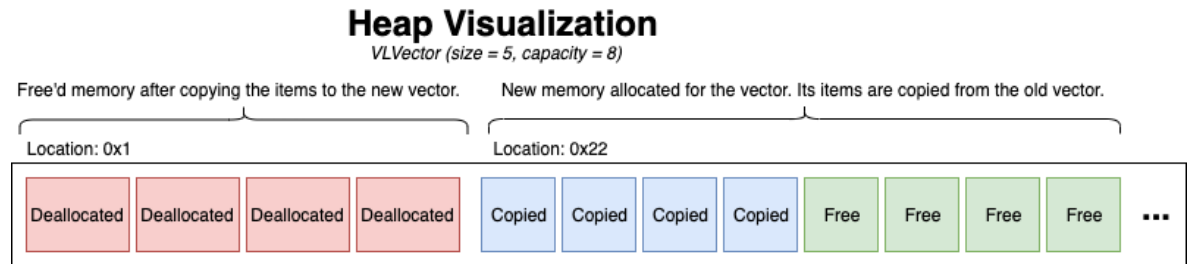 Heap Visualization
VLVector (size = 5, capacity = 8)
Free'd memory after copying the items to the new vector.
New memory allocated for the vector. Its items are copied from the old vector.
Location: 0x1
Location: 0x22
Deallocated Deallocated Deallocated Deallocated Copied Copied Copied Copied Free Free Free Free ...